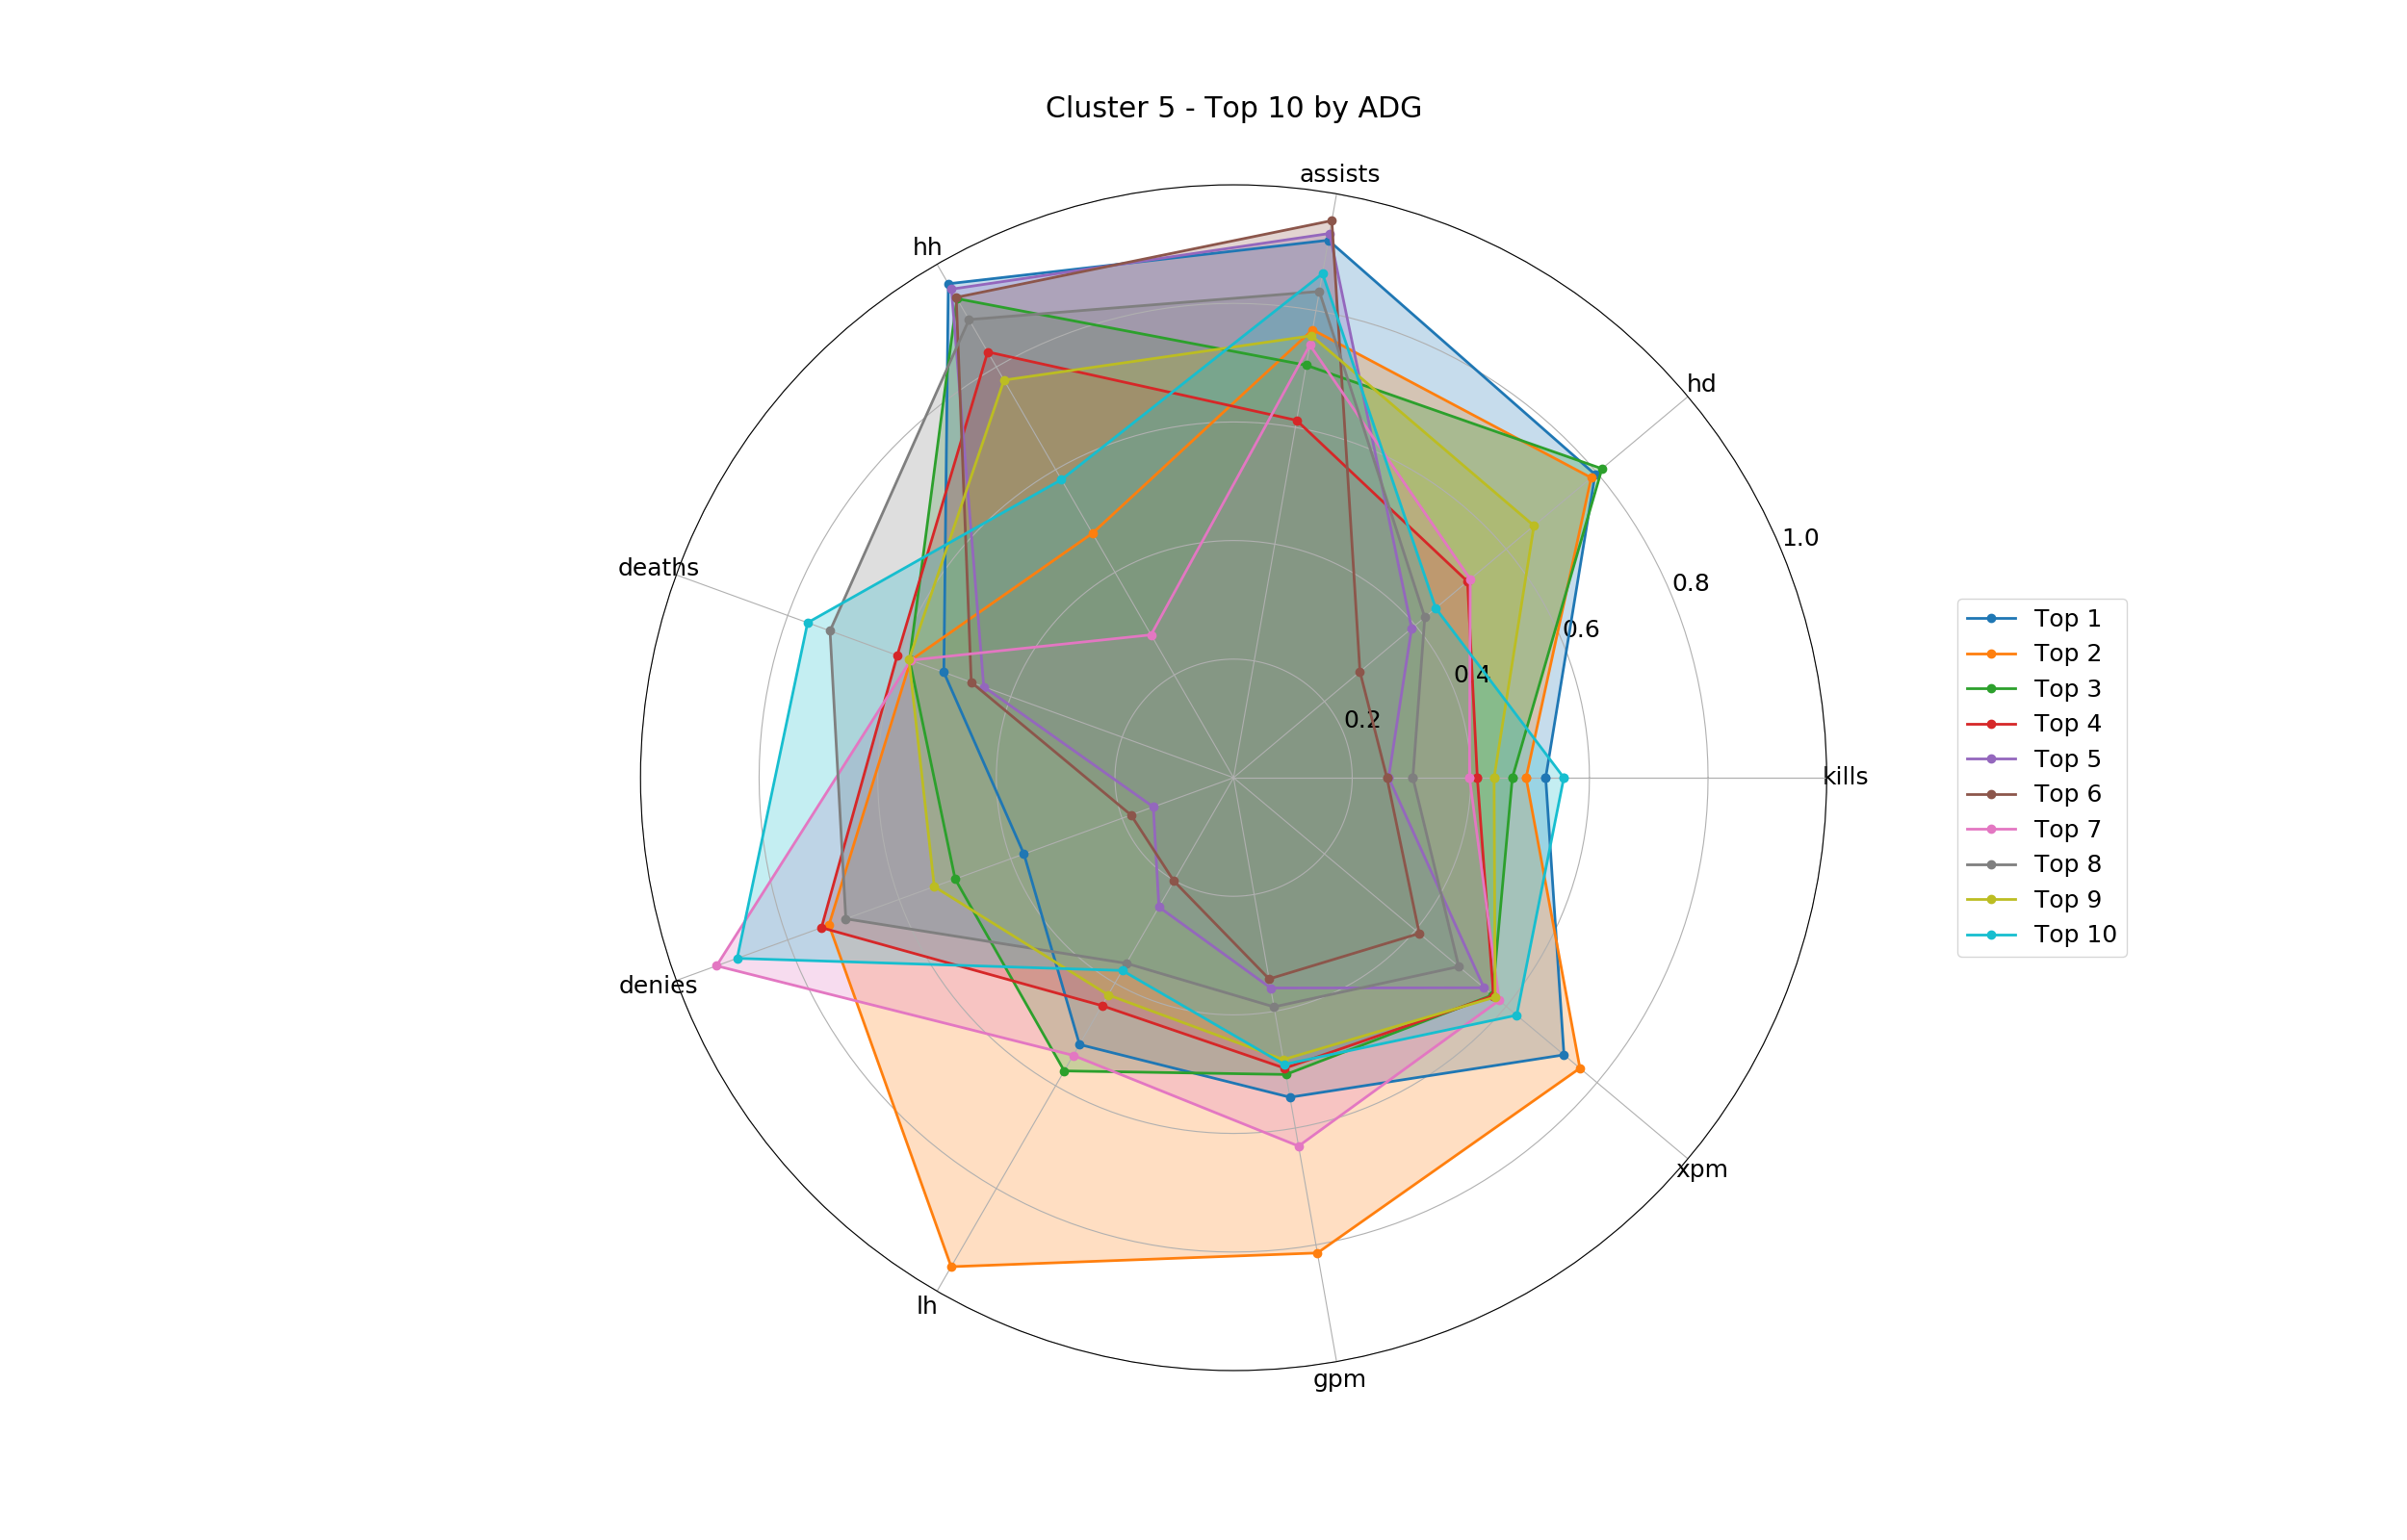 Cluster 5 - Top 10 by ADG
assists
hh
hd
1.0
deaths
0.8
0.6
0.4
0.2
kills
denies
xpm
lh
gpm
Top 1
Top 2
Top 3
Top 4
Top 5
Top 6
Top 7
Top 8
Top 9
Top 10